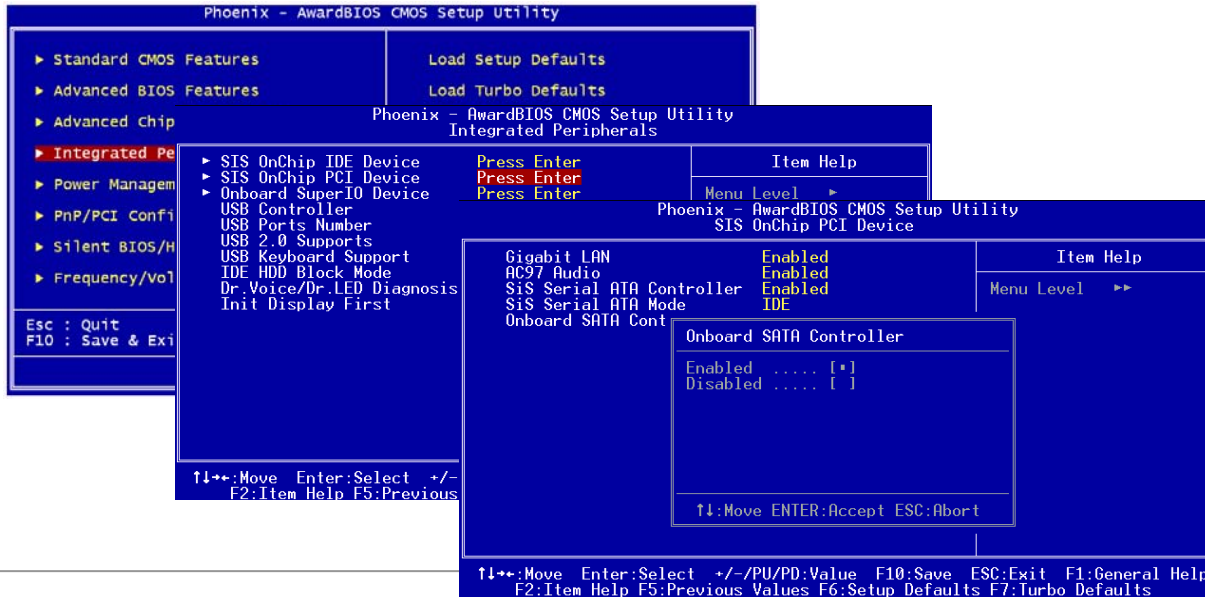 Phoenix - AwardBIOS CMOS Setup Utility
▶ Standard CMOS Features
▶ Advanced BIOS Features
▶ Advanced Chip
▶ Integrated Pe
▶ Power Managem
▶ PnP/PCI Confi
▶ Silent BIOS/H
▶ Frequency/Vol
Load Setup Defaults
Load Turbo Defaults
Esc : Quit
F10 : Save & Exi
Phoenix - AwardBIOS CMOS Setup Utility
Integrated Peripherals
▶ SIS OnChip IDE Device Press Enter
▶ SIS OnChip PCI Device Press Enter
▶ Onboard SuperIO Device Press Enter
USB Controller
USB Ports Number
USB 2.0 Supports
USB Keyboard Support
IDE HDD Block Mode
Dr.Voice/Dr.LED Diagnosis
Init Display First
Item Help
Menu Level ▶
↑↓→←:Move Enter:Select +/-
F2:Item Help F5:Previous
Phoenix - AwardBIOS CMOS Setup Utility
SIS OnChip PCI Device
Gigabit LAN Enabled
AC97 Audio Enabled
SiS Serial ATA Controller Enabled
SiS Serial ATA Mode IDE
Onboard SATA Cont
Item Help
Menu Level ▶▶
Onboard SATA Controller
Enabled ..... [▪]
Disabled ..... [ ]
↑↓:Move ENTER:Accept ESC:Abort
↑↓→←:Move Enter:Select +/-/PU/PD:Value F10:Save ESC:Exit F1:General Help
F2:Item Help F5:Previous Values F6:Setup Defaults F7:Turbo Defaults